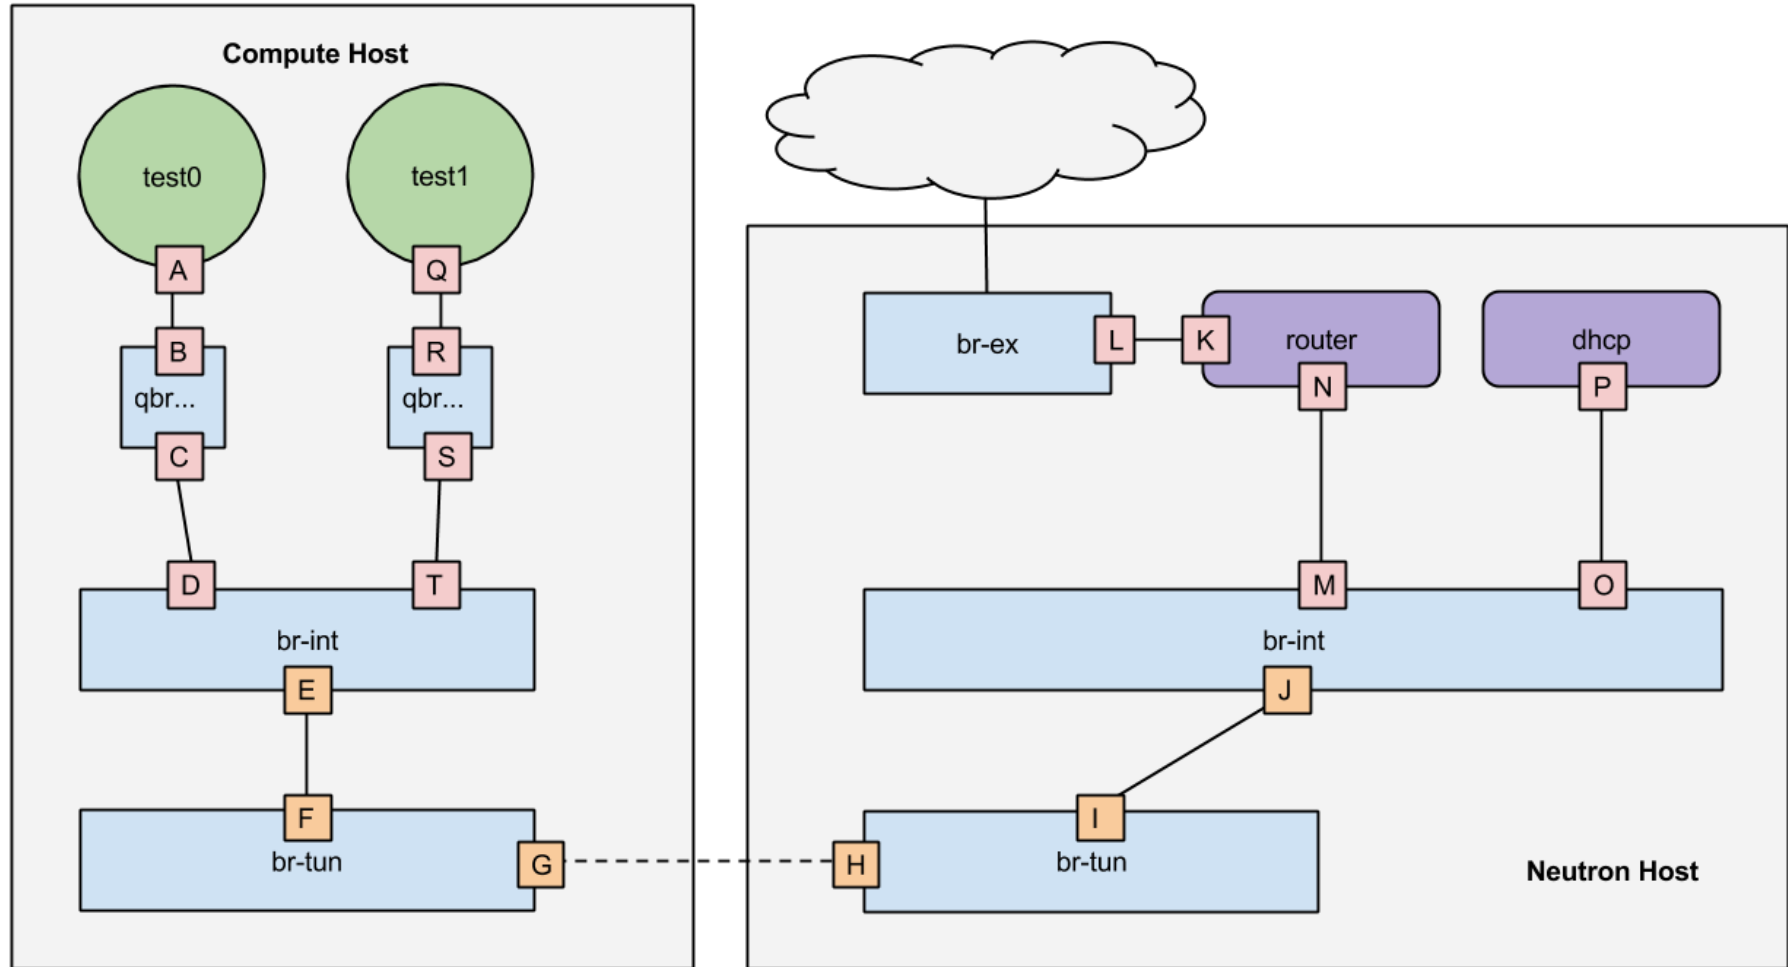 Compute Host
test0
test1
A
Q
B
R
qbr...
qbr...
C
S
D
T
br-int
E
F
br-tun
G
br-ex
L
K
router
dhcp
N
P
M
O
br-int
J
I
H
br-tun
Neutron Host